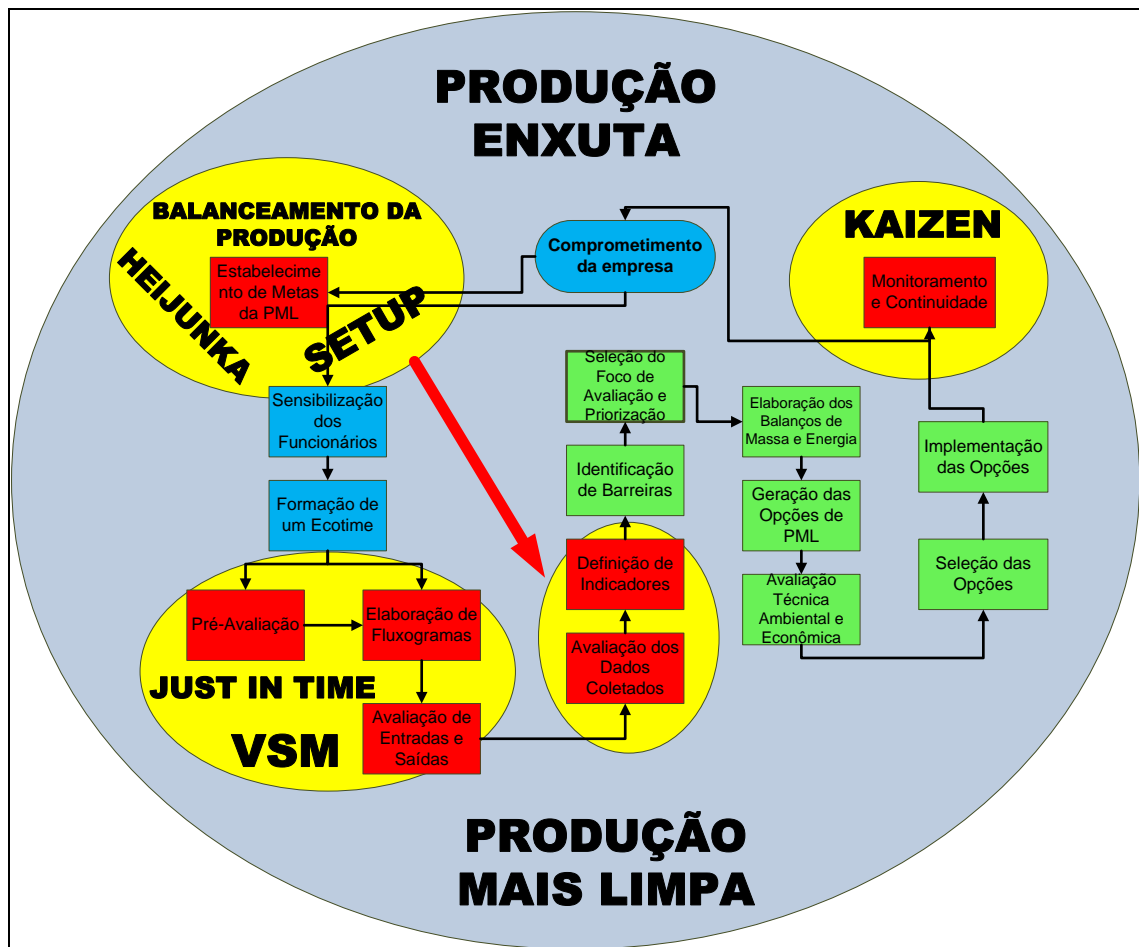 PRODUÇÃO
ENXUTA
BALANCEAMENTO DA
PRODUÇÃO
HEIJUNKA
SETUP
Estabelecime
nto de Metas
da PML
Comprometimento
da empresa
KAIZEN
Monitoramento
e Continuidade
Sensibilização
dos
Funcionários
Formação de
um Ecotime
Pré-Avaliação
Elaboração de
Fluxogramas
JUST IN TIME
VSM
Avaliação de
Entradas e
Saídas
Avaliação dos
Dados
Coletados
Definição de
Indicadores
Identificação
de Barreiras
Seleção do
Foco de
Avaliação e
Priorização
Elaboração dos
Balanços de
Massa e Energia
Geração das
Opções de
PML
Avaliação
Técnica
Ambiental e
Econômica
Seleção das
Opções
Implementação
das Opções
PRODUÇÃO
MAIS LIMPA